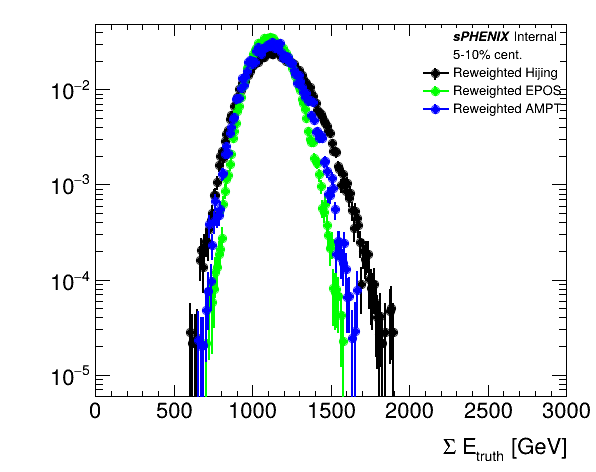 sPHENIX Internal
5-10% cent.
Reweighted Hijing
Reweighted EPOS
Reweighted AMPT
10⁻²
10⁻³
10⁻⁴
10⁻⁵
0 500 1000 1500 2000 2500 3000
Σ E_truth [GeV]